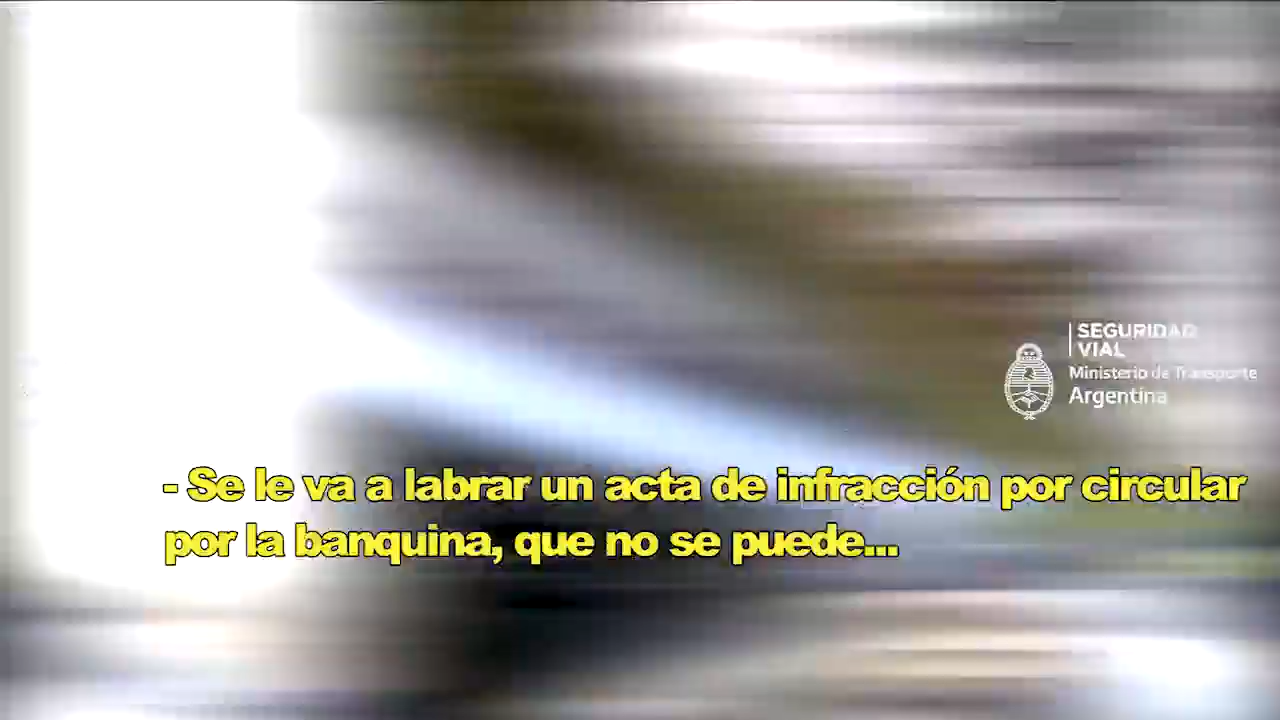 SEGURIDAD
VIAL
Ministerio de Transporte
Argentina
- Se le va a labrar un acta de infracción por circular
por la banquina, que no se puede...